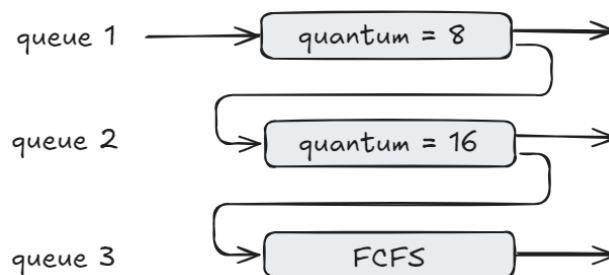 queue 1 quantum = 8
queue 2 quantum = 16
queue 3 FCFS